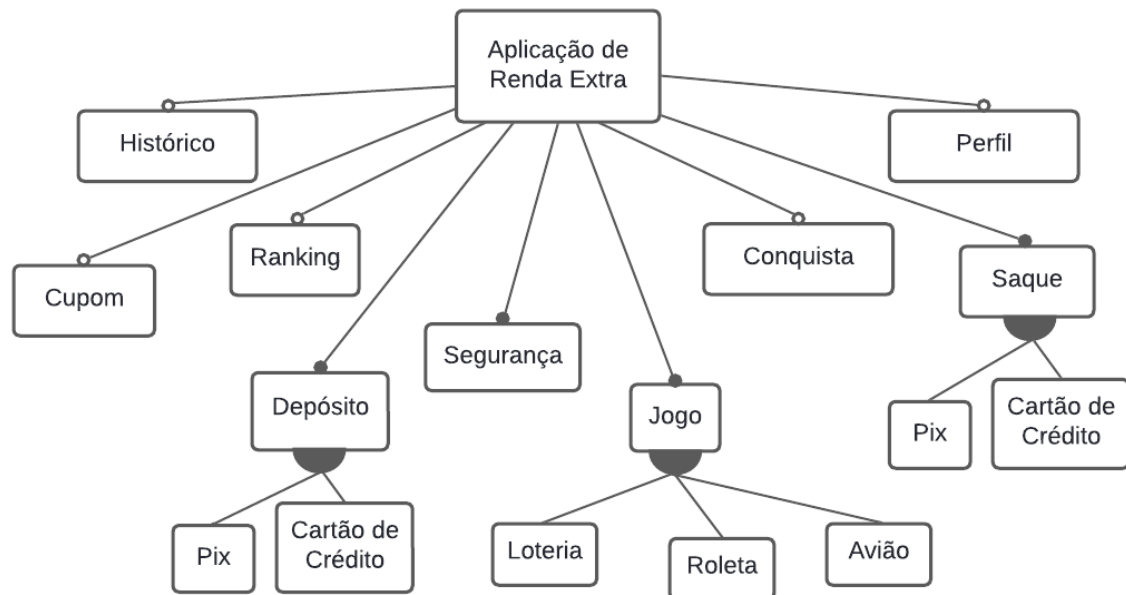 Aplicação de
Renda Extra
Histórico
Perfil
Cupom
Ranking
Conquista
Saque
Segurança
Depósito
Jogo
Pix
Cartão de
Crédito
Pix
Cartão de
Crédito
Loteria
Roleta
Avião